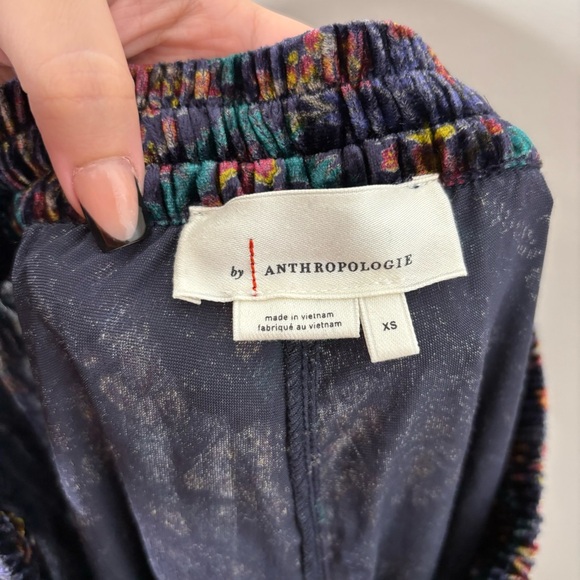 by ANTHROPOLOGIE
made in vietnam
fabriqué au vietnam
XS